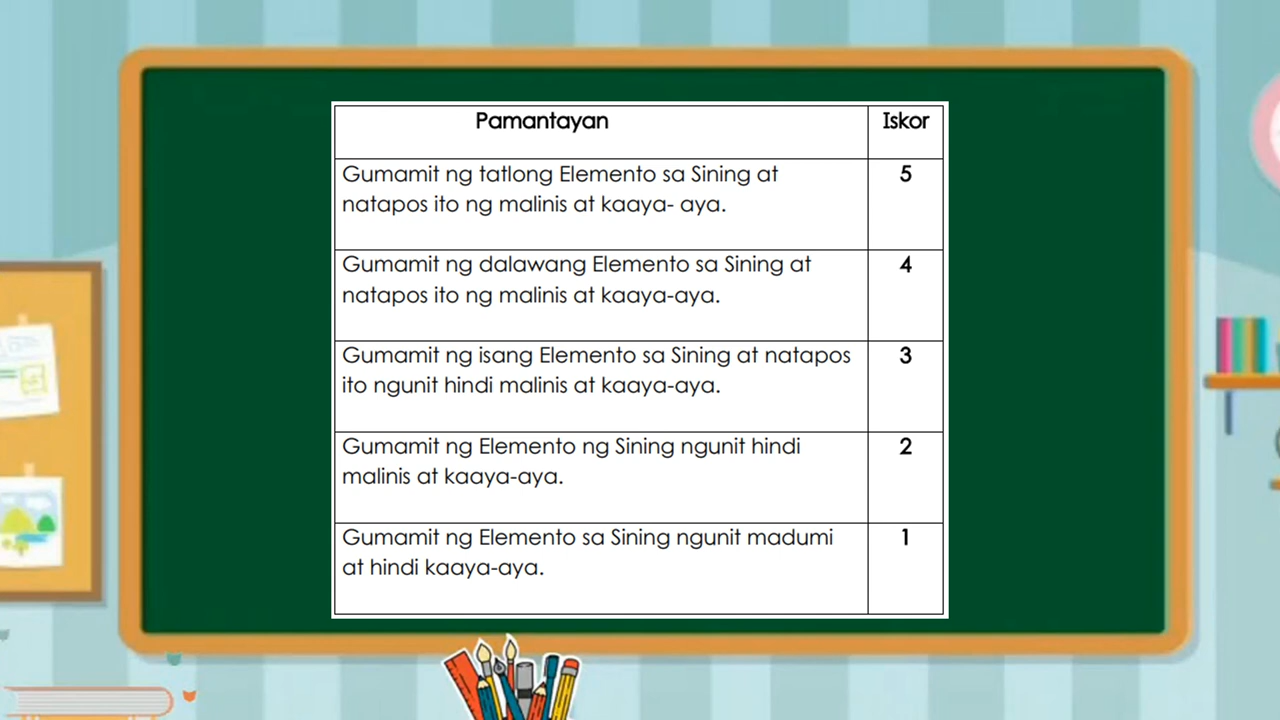 Pamantayan Iskor
Gumamit ng tatlong Elemento sa Sining at 5
natapos ito ng malinis at kaaya- aya.
Gumamit ng dalawang Elemento sa Sining at 4
natapos ito ng malinis at kaaya-aya.
Gumamit ng isang Elemento sa Sining at natapos 3
ito ngunit hindi malinis at kaaya-aya.
Gumamit ng Elemento ng Sining ngunit hindi 2
malinis at kaaya-aya.
Gumamit ng Elemento sa Sining ngunit madumi 1
at hindi kaaya-aya.